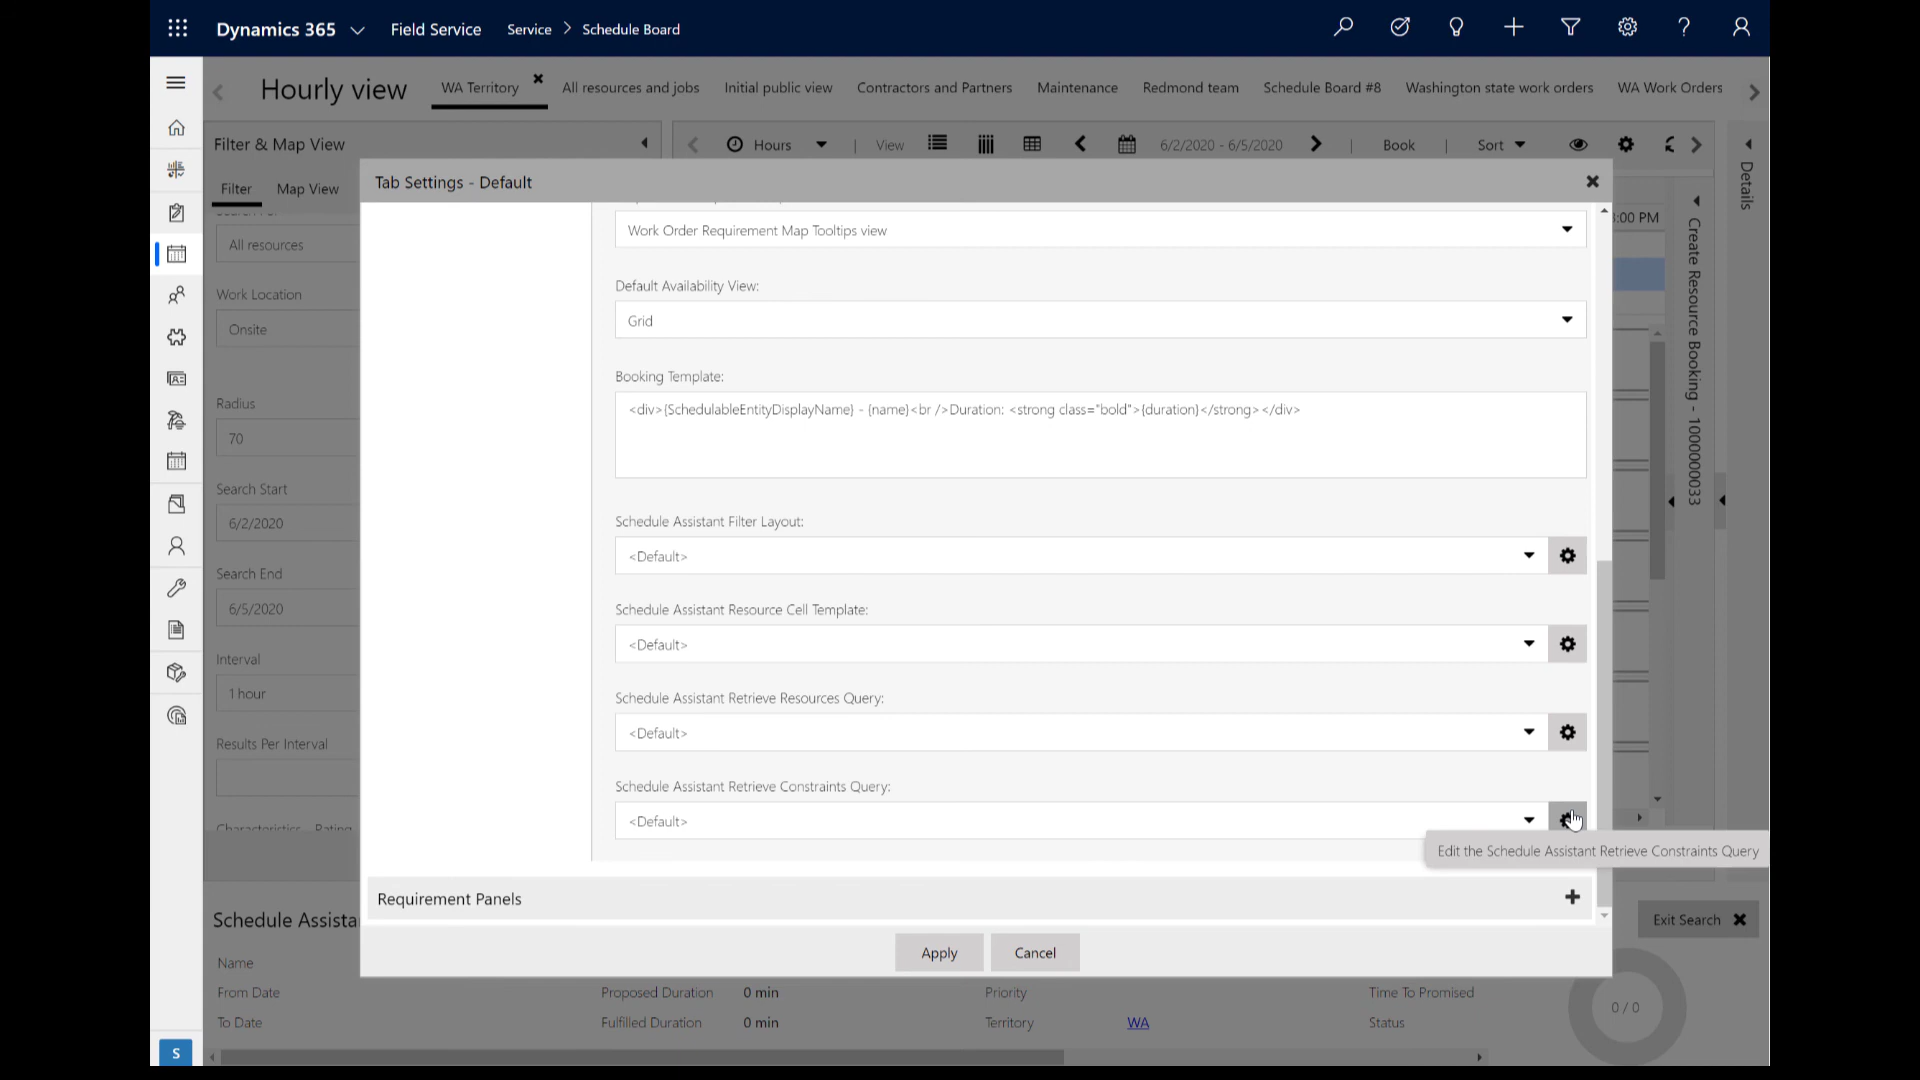 Dynamics 365 Field Service Service > Schedule Board
Hourly view WA Territory All resources and jobs Initial public view Contractors and Partners Maintenance Redmond team Schedule Board #8 Washington state work orders WA Work Orders
Filter & Map View
Hours | View 6/2/2020 - 6/5/2020 | Book | Sort
Details
Filter Map View
Tab Settings - Default
All resources
Work Location
Onsite
Radius
70
Search Start
6/2/2020
Search End
6/5/2020
Interval
1 hour
Results Per Interval
Characteristics Rating
Work Order Requirement Map Tooltips view
Default Availability View:
Grid
Booking Template:
<div>{SchedulableEntityDisplayName} - {name}<br />Duration: <strong class="bold">{duration}</strong></div>
Schedule Assistant Filter Layout:
<Default>
Schedule Assistant Resource Cell Template:
<Default>
Schedule Assistant Retrieve Resources Query:
<Default>
Schedule Assistant Retrieve Constraints Query:
<Default>
Edit the Schedule Assistant Retrieve Constraints Query
Requirement Panels
Apply Cancel
:00 PM
Create Resource Booking - 1000000033
Schedule Assista
Exit Search
Name
From Date Proposed Duration 0 min Priority Time To Promised
To Date Fulfilled Duration 0 min Territory WA Status
0 / 0
S